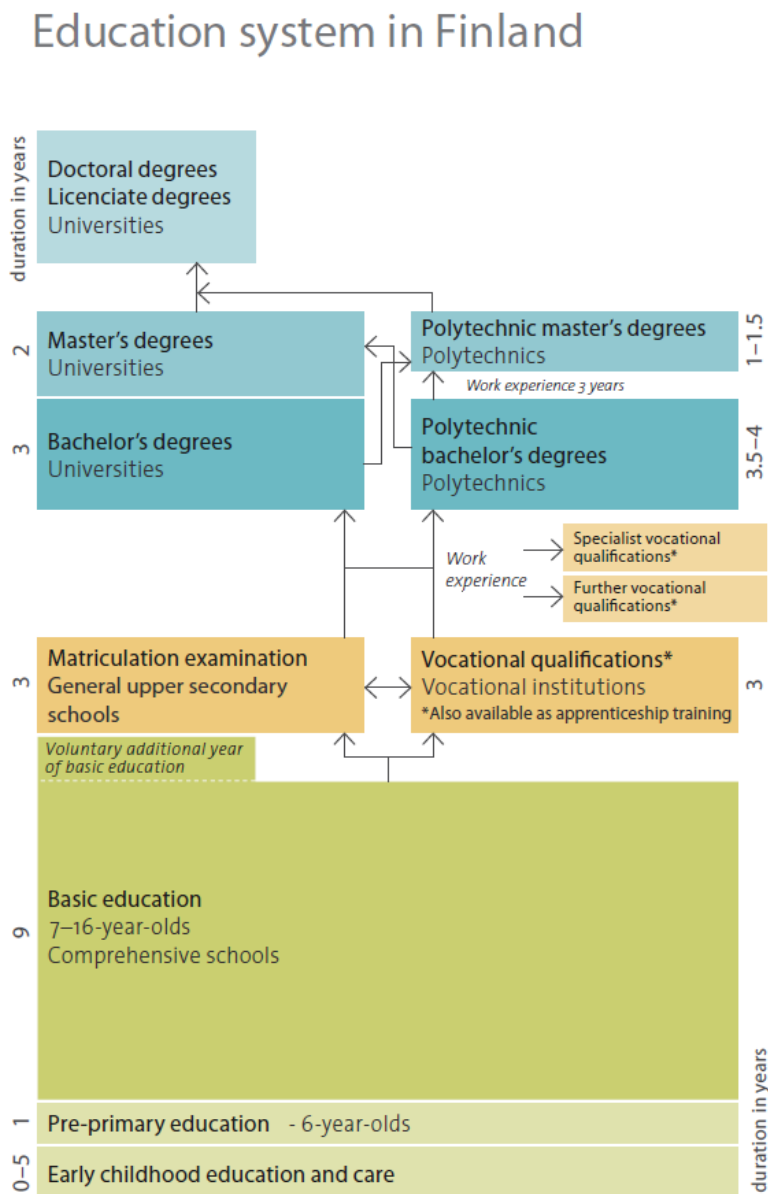 Education system in Finland
duration in years
Doctoral degrees
Licenciate degrees
Universities
2
Master's degrees
Universities
Polytechnic master's degrees
Polytechnics
1–1.5
Work experience 3 years
3
Bachelor's degrees
Universities
Polytechnic
bachelor's degrees
Polytechnics
3.5–4
Work
experience
Specialist vocational
qualifications*
Further vocational
qualifications*
3
Matriculation examination
General upper secondary
schools
Vocational qualifications*
Vocational institutions
*Also available as apprenticeship training
3
Voluntary additional year
of basic education
9
Basic education
7–16-year-olds
Comprehensive schools
1
Pre-primary education - 6-year-olds
0–5
Early childhood education and care
duration in years